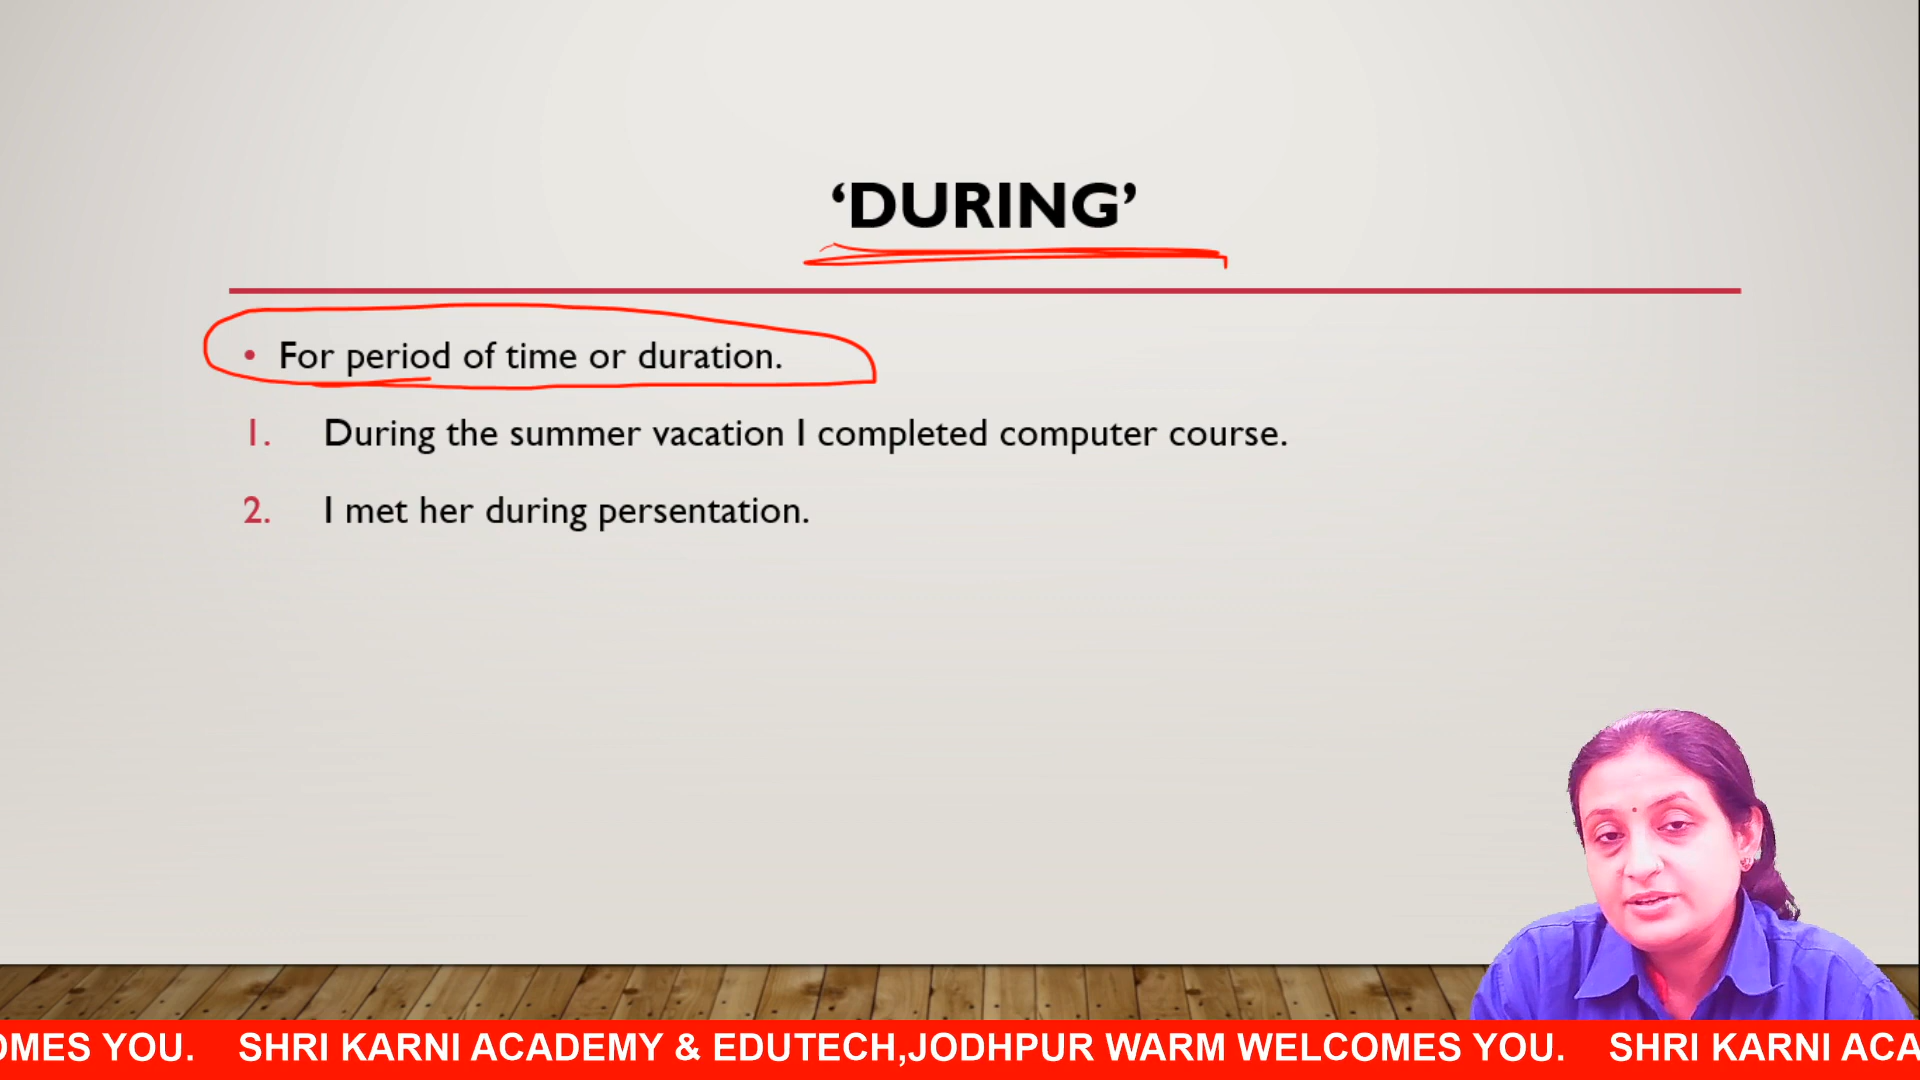 ‘DURING’
• For period of time or duration.
1. During the summer vacation I completed computer course.
2. I met her during persentation.
OMES YOU. SHRI KARNI ACADEMY & EDUTECH,JODHPUR WARM WELCOMES YOU. SHRI KARNI ACA